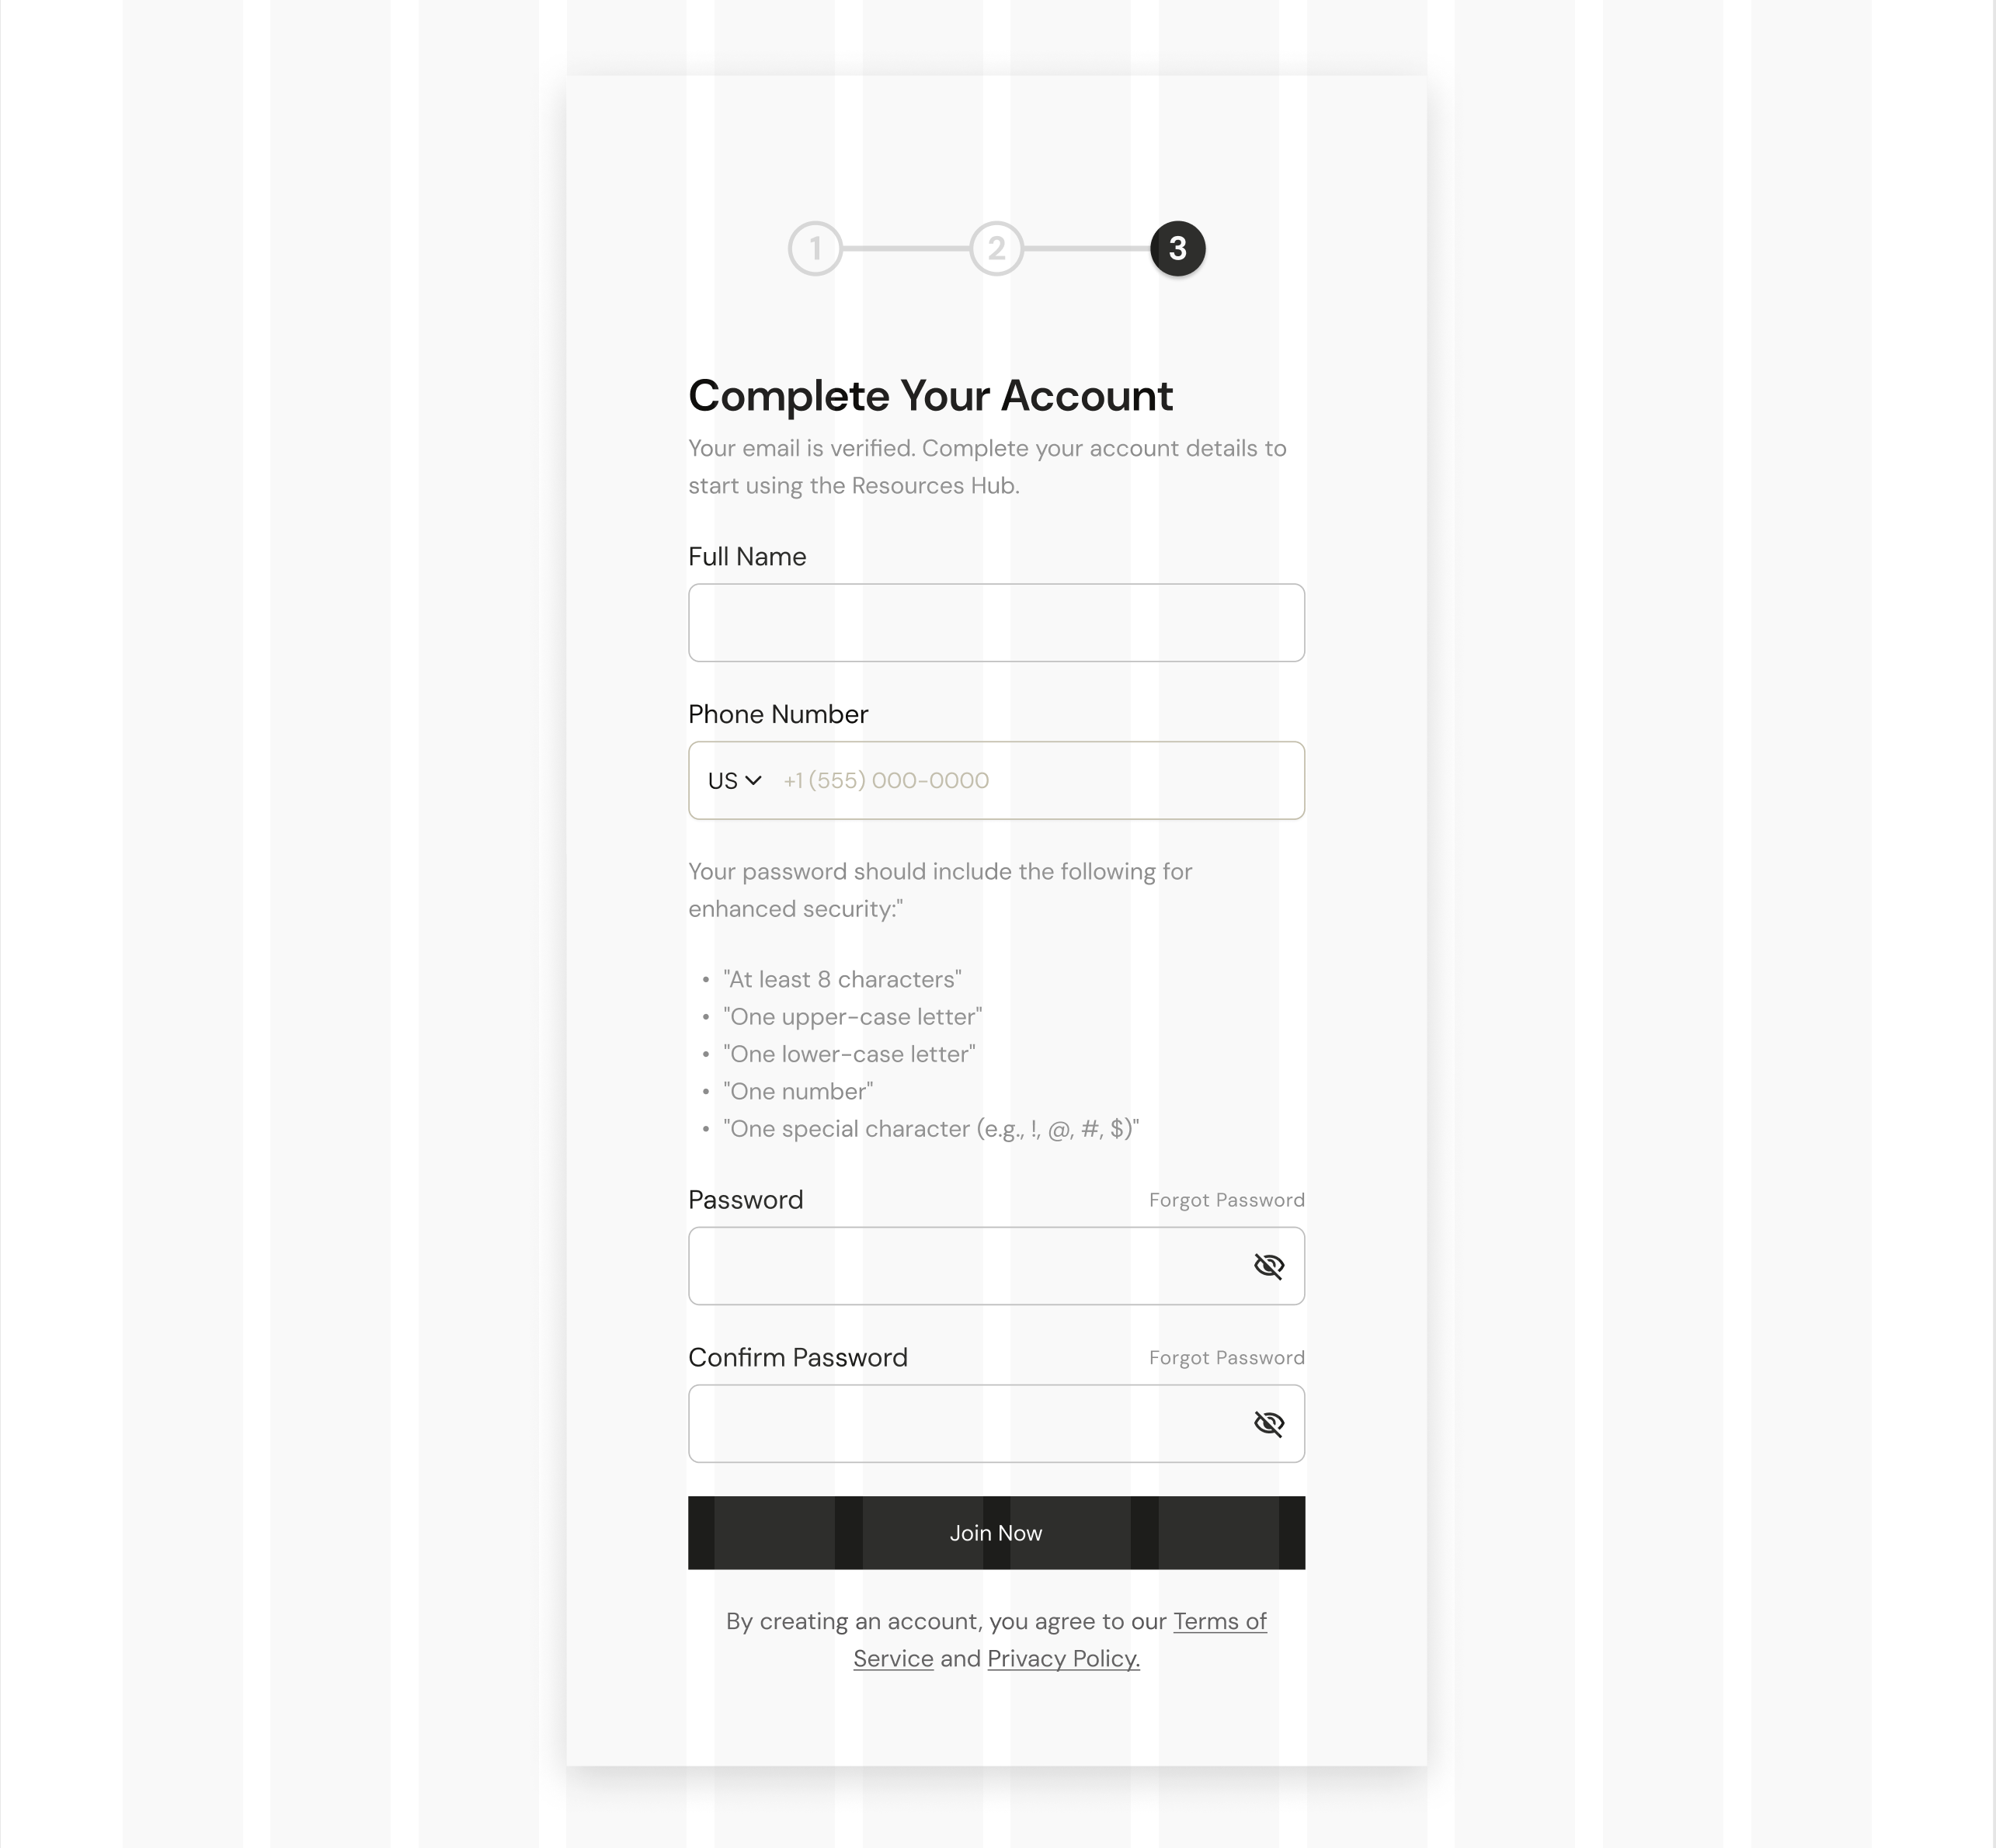 1 2 3
Complete Your Account
Your email is verified. Complete your account details to
start using the Resources Hub.
Full Name
Phone Number
US +1 (555) 000-0000
Your password should include the following for
enhanced security:"
• "At least 8 characters"
• "One upper-case letter"
• "One lower-case letter"
• "One number"
• "One special character (e.g., !, @, #, $)"
Password Forgot Password
Confirm Password Forgot Password
Join Now
By creating an account, you agree to our Terms of
Service and Privacy Policy.